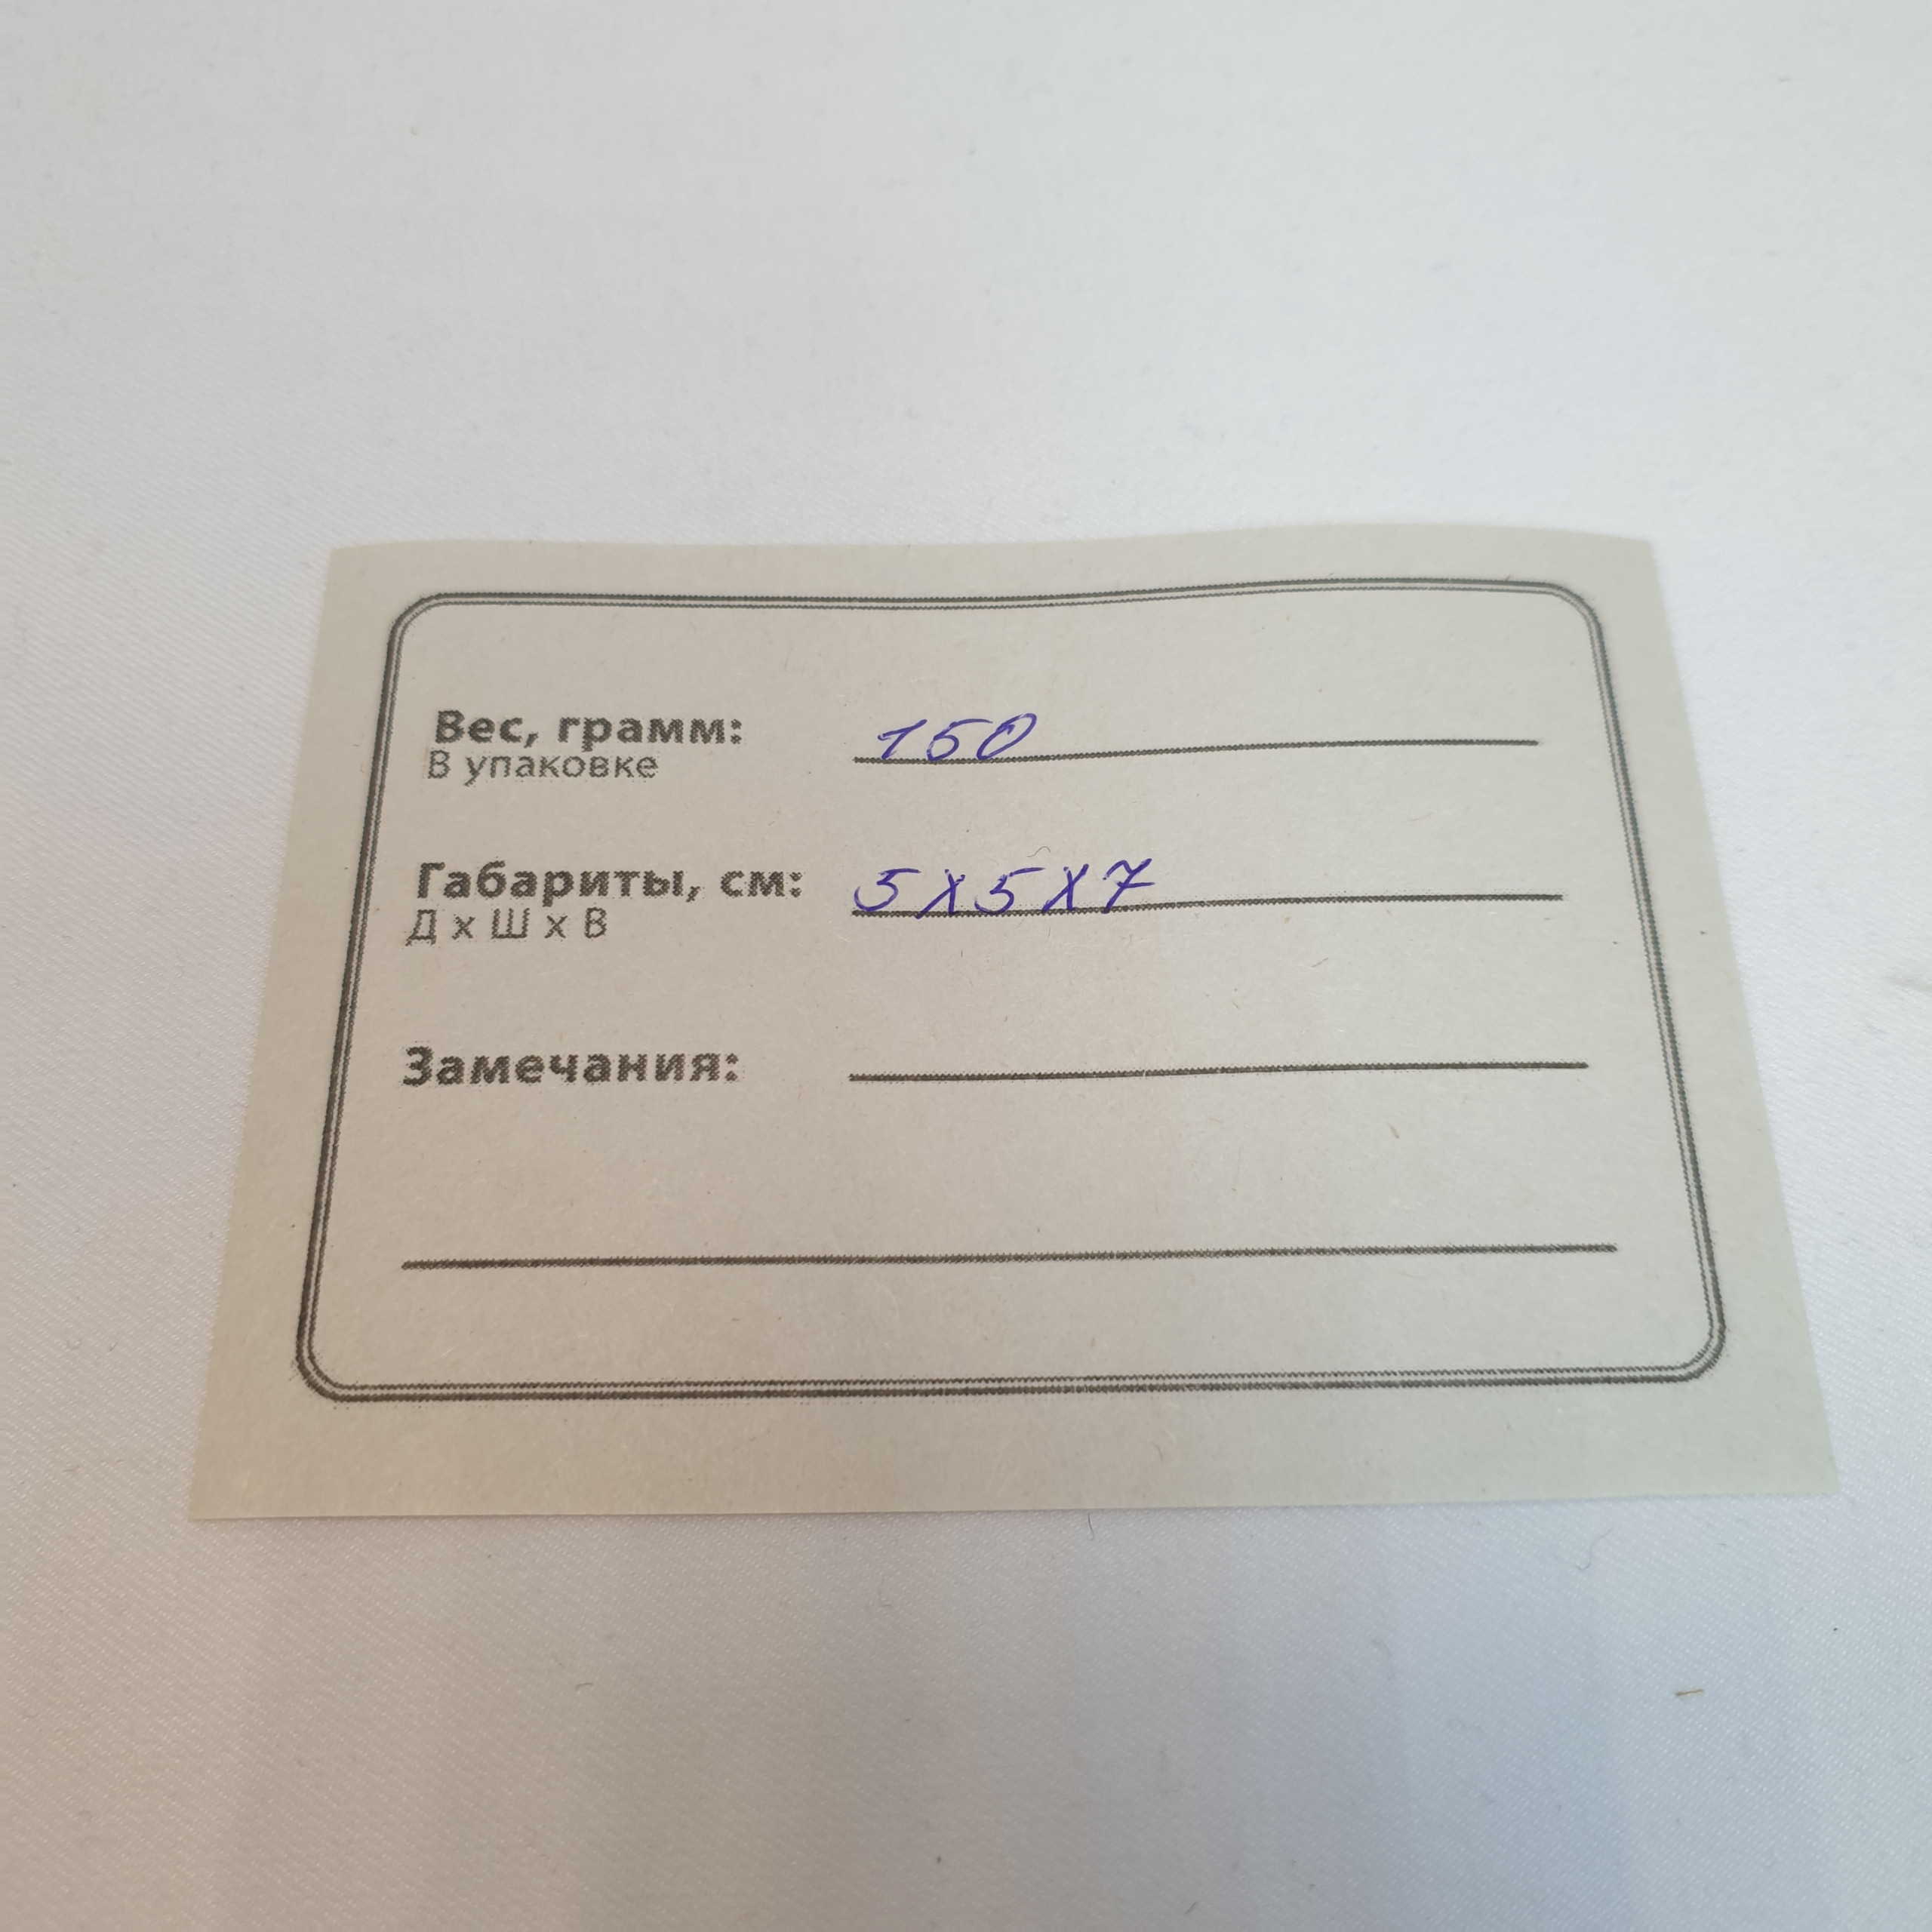 Вес, грамм: 150
В упаковке
Габариты, см: 5х5х7
Д х Ш х В
Замечания: